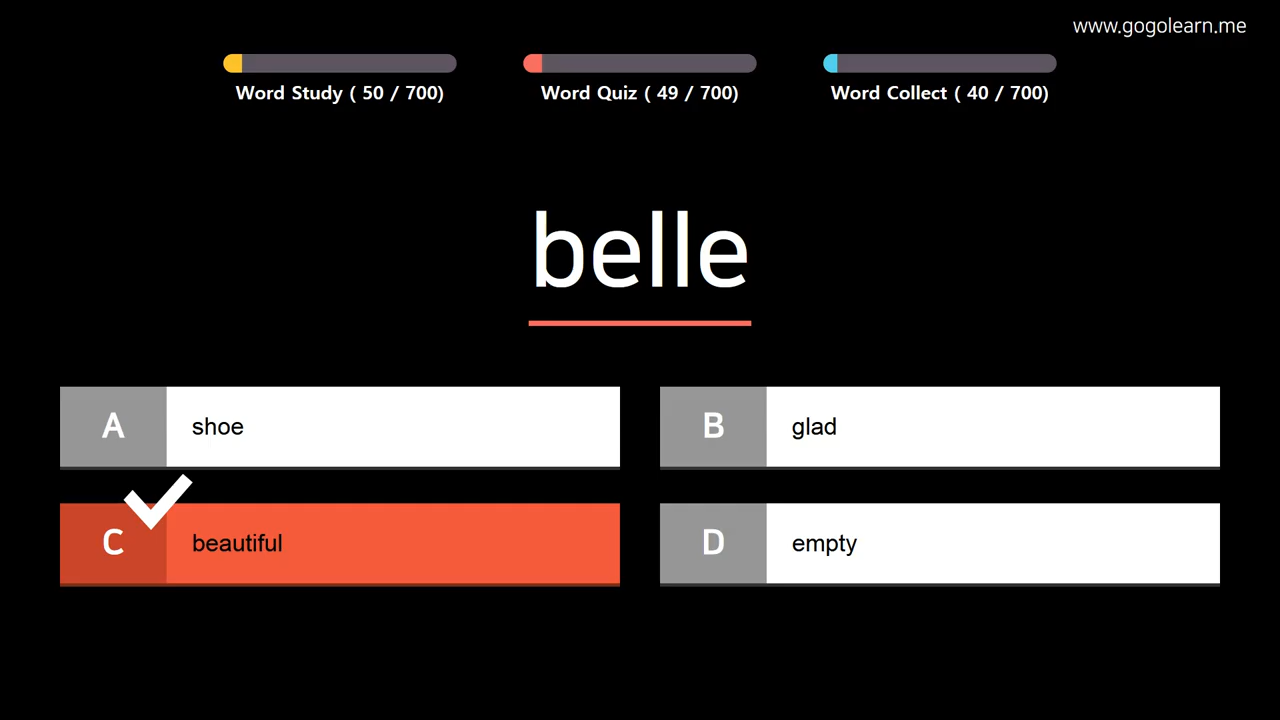 www.gogolearn.me
Word Study ( 50 / 700)
Word Quiz ( 49 / 700)
Word Collect ( 40 / 700)
belle
A shoe
B glad
C beautiful
D empty